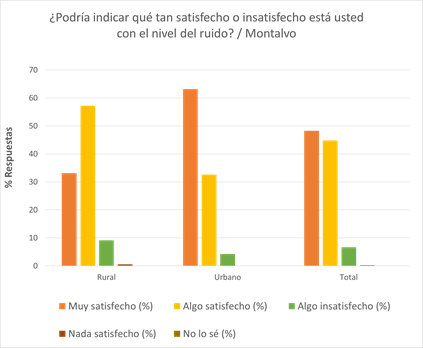 ¿Podría indicar qué tan satisfecho o insatisfecho está usted
con el nivel del ruido? / Montalvo
70
60
50
40
30
20
10
0
% Respuestas
Rural Urbano Total
Muy satisfecho (%) Algo satisfecho (%) Algo insatisfecho (%)
Nada satisfecho (%) No lo sé (%)